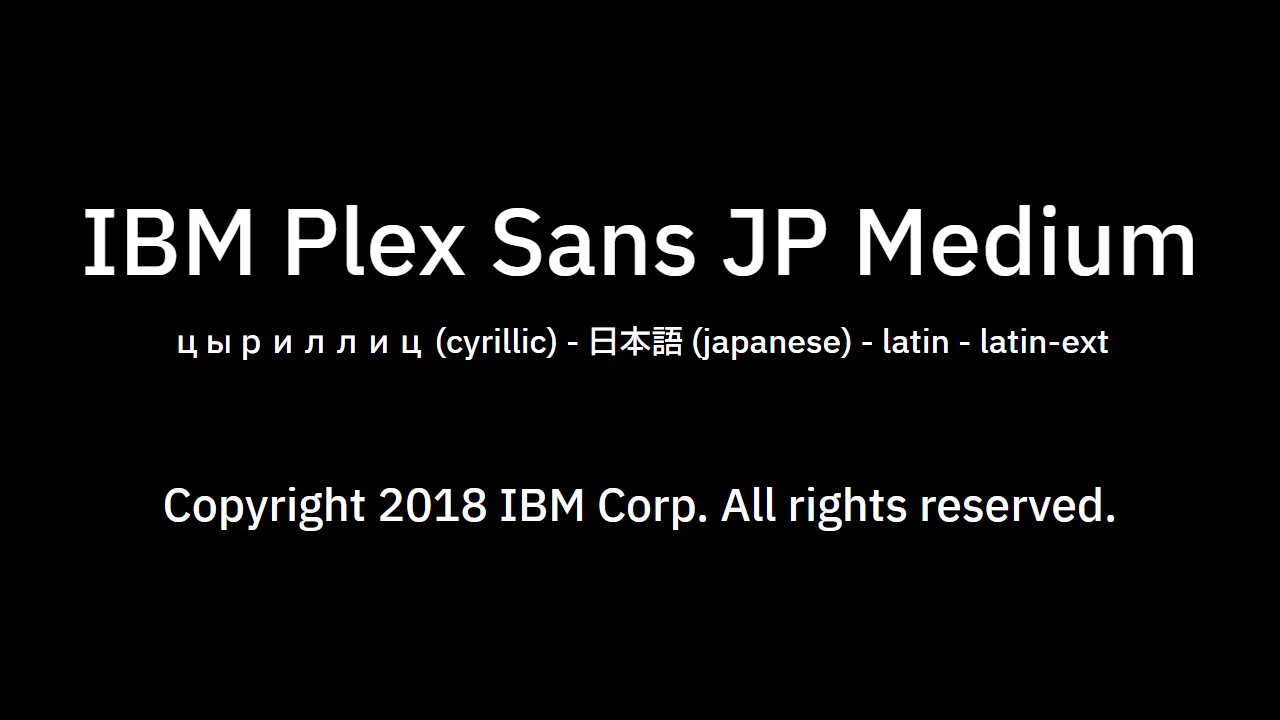 IBM Plex Sans JP Medium
цыриллиц (cyrillic) - 日本語 (japanese) - latin - latin-ext
Copyright 2018 IBM Corp. All rights reserved.